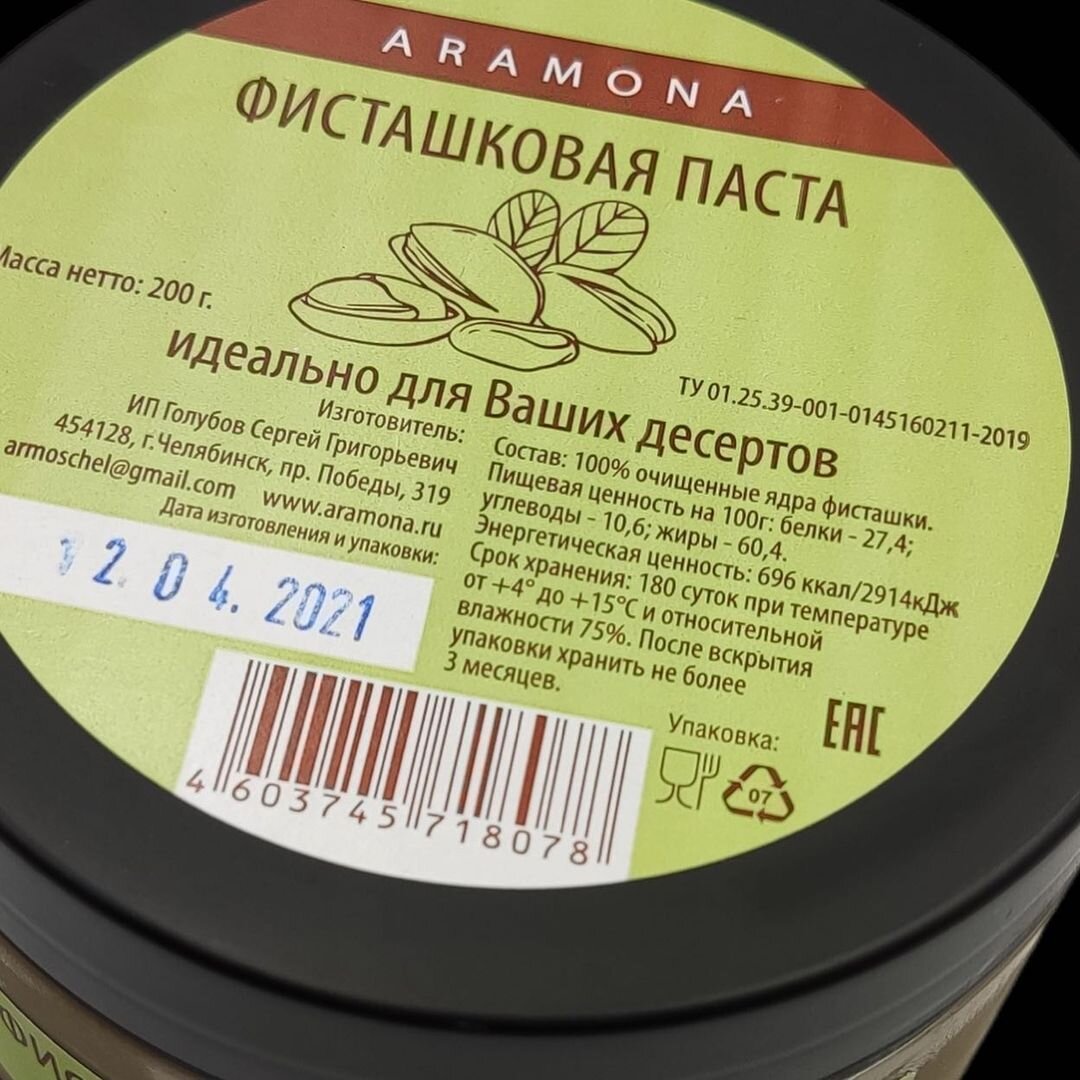 ARAMONA
ФИСТАШКОВАЯ ПАСТА
Масса нетто: 200 г.
идеально для Ваших десертов
ТУ 01.25.39-001-0145160211-2019
Изготовитель:
ИП Голубов Сергей Григорьевич
454128, г.Челябинск, пр. Победы, 319
armoschel@gmail.com www.aramona.ru
Дата изготовления и упаковки:
2. 04. 2021
Состав: 100% очищенные ядра фисташки.
Пищевая ценность на 100г: белки - 27,4;
углеводы - 10,6; жиры - 60,4.
Энергетическая ценность: 696 ккал/2914кДж
Срок хранения: 180 суток при температуре
от +4° до +15°С и относительной
влажности 75%. После вскрытия
упаковки хранить не более
3 месяцев.
Упаковка:
EAC
07
4 603745 718078